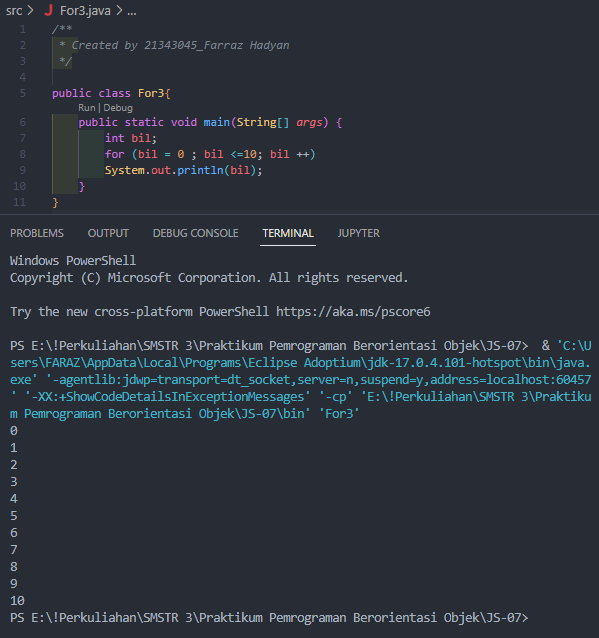 src > J For3.java > ...
1 /**
2 * Created by 21343045_Farraz Hadyan
3 */
4
5 public class For3{
Run | Debug
6 public static void main(String[] args) {
7 int bil;
8 for (bil = 0 ; bil <=10; bil ++)
9 System.out.println(bil);
10 }
11 }
PROBLEMS OUTPUT DEBUG CONSOLE TERMINAL JUPYTER
Windows PowerShell
Copyright (C) Microsoft Corporation. All rights reserved.
Try the new cross-platform PowerShell https://aka.ms/pscore6
PS E:\!Perkuliahan\SMSTR 3\Praktikum Pemrograman Berorientasi Objek\JS-07> & 'C:\U
sers\FARAZ\AppData\Local\Programs\Eclipse Adoptium\jdk-17.0.4.101-hotspot\bin\java.
exe' '-agentlib:jdwp=transport=dt_socket,server=n,suspend=y,address=localhost:60457
' '-XX:+ShowCodeDetailsInExceptionMessages' '-cp' 'E:\!Perkuliahan\SMSTR 3\Praktiku
m Pemrograman Berorientasi Objek\JS-07\bin' 'For3'
0
1
2
3
4
5
6
7
8
9
10
PS E:\!Perkuliahan\SMSTR 3\Praktikum Pemrograman Berorientasi Objek\JS-07>